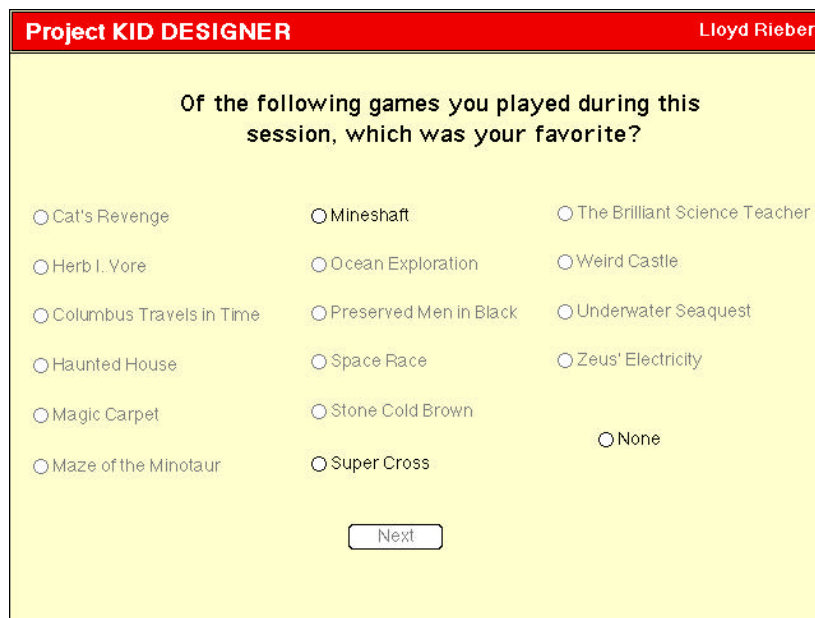 Project KID DESIGNER
Lloyd Rieber
Of the following games you played during this
session, which was your favorite?
Cat's Revenge
Herb I. Vore
Columbus Travels in Time
Haunted House
Magic Carpet
Maze of the Minotaur
Mineshaft
Ocean Exploration
Preserved Men in Black
Space Race
Stone Cold Brown
Super Cross
The Brilliant Science Teacher
Weird Castle
Underwater Seaquest
Zeus' Electricity
None
Next